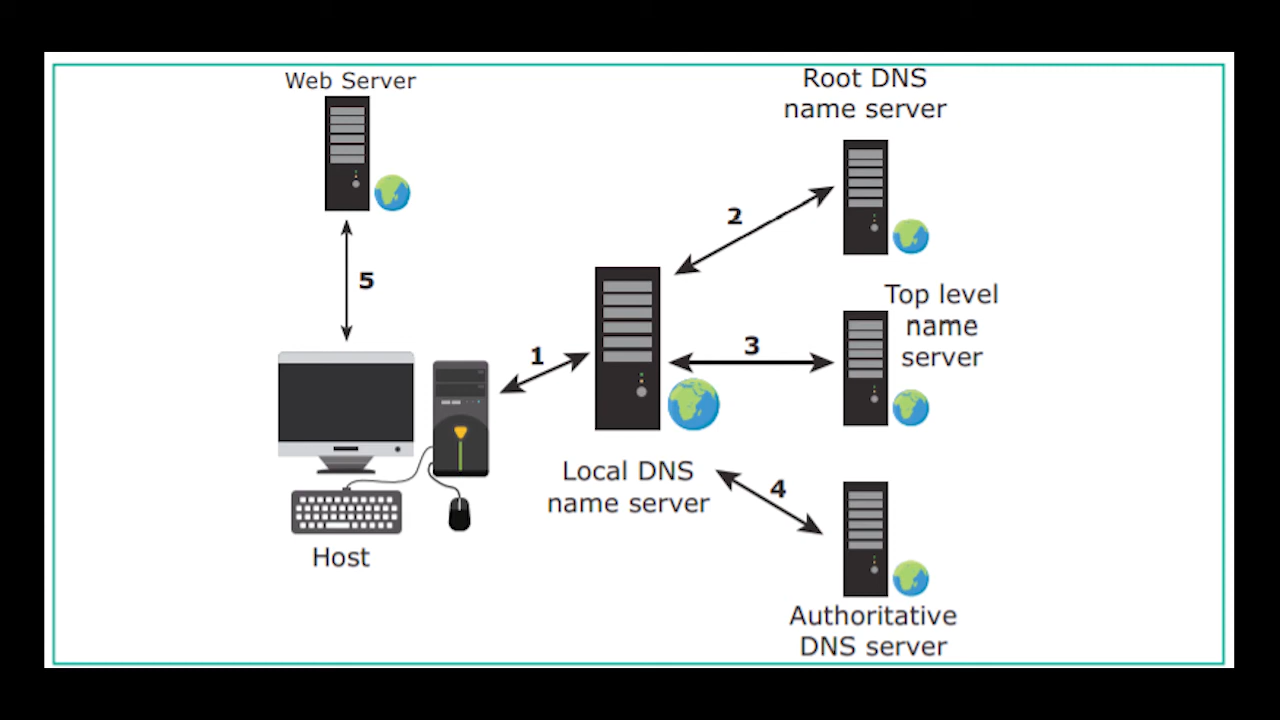 Web Server
Root DNS
name server
2
5
Top level
name
server
1
3
Local DNS
name server
4
Host
Authoritative
DNS server